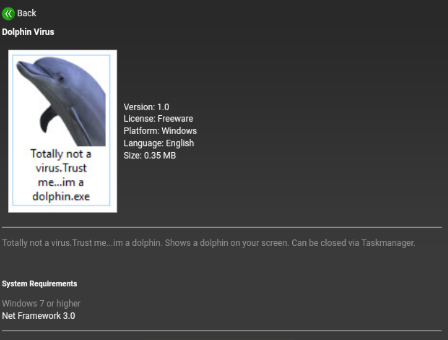 Back
Dolphin Virus
Totally not a
virus.Trust
me...im a
dolphin.exe
Version: 1.0
License: Freeware
Platform: Windows
Language: English
Size: 0.35 MB
Totally not a virus.Trust me...im a dolphin. Shows a dolphin on your screen. Can be closed via Taskmanager.
System Requirements
Windows 7 or higher
Net Framework 3.0